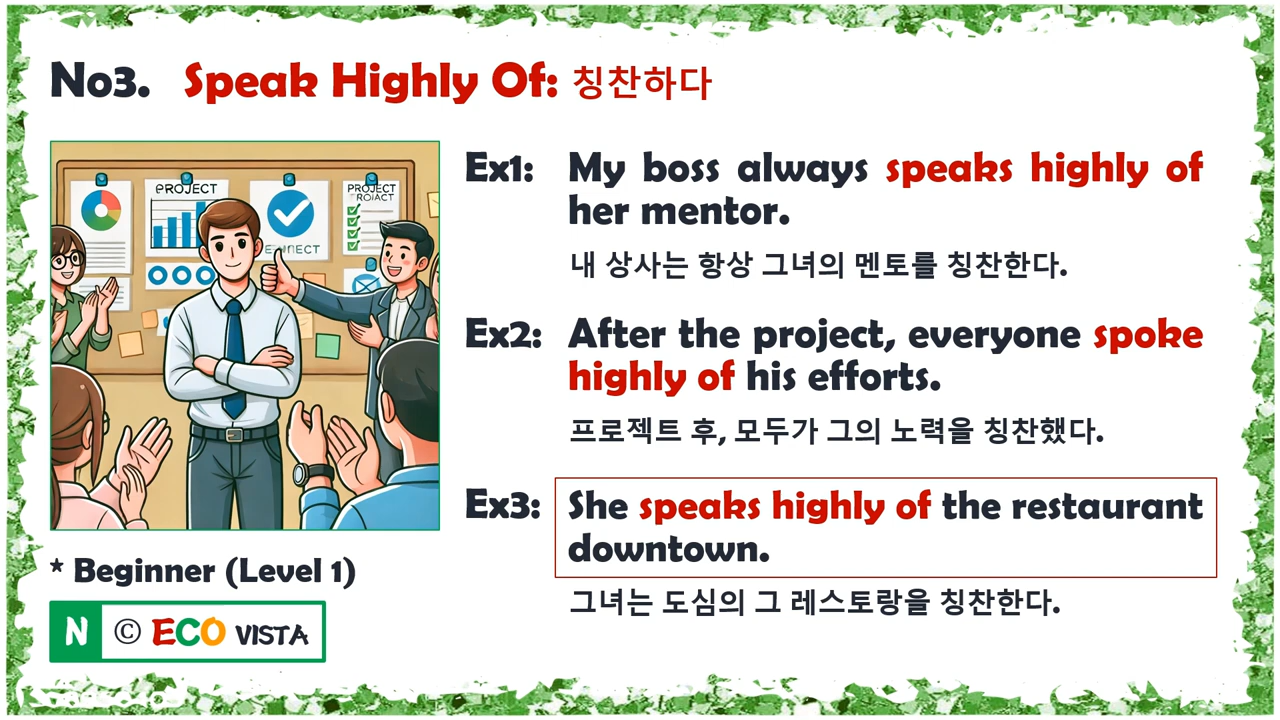 No3. Speak Highly Of: 칭찬하다
PROJECT
PROJECT
Ex1: My boss always speaks highly of
her mentor.
내 상사는 항상 그녀의 멘토를 칭찬한다.
Ex2: After the project, everyone spoke
highly of his efforts.
프로젝트 후, 모두가 그의 노력을 칭찬했다.
Ex3: She speaks highly of the restaurant
downtown.
그녀는 도심의 그 레스토랑을 칭찬한다.
* Beginner (Level 1)
N © ECO VISTA